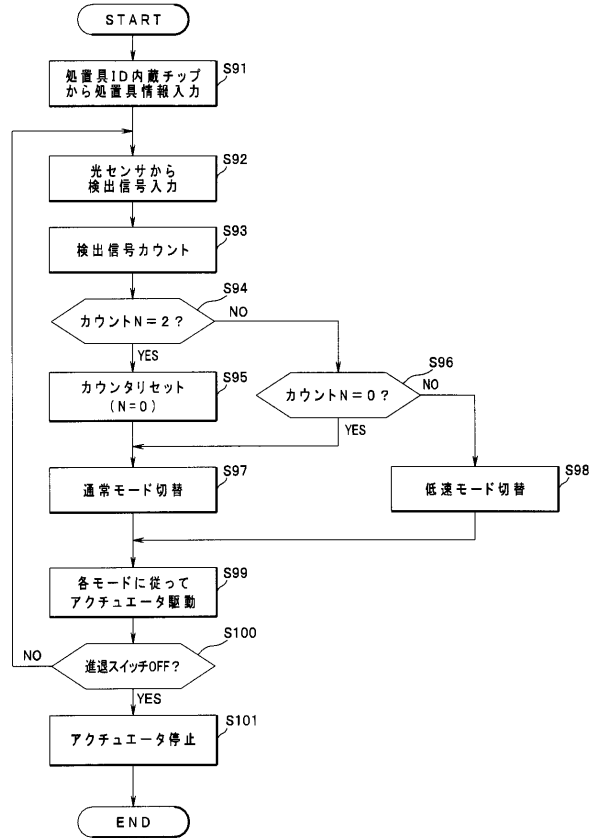 START
S91
処置具ID内蔵チップ
から処置具情報入力
S92
光センサから
検出信号入力
S93
検出信号カウント
S94
カウントN=2?
NO
YES
S95
カウンタリセット
(N=0)
S96
カウントN=0?
NO
YES
S97
通常モード切替
S98
低速モード切替
S99
各モードに従って
アクチュエータ駆動
S100
進退スイッチOFF?
NO
YES
S101
アクチュエータ停止
END